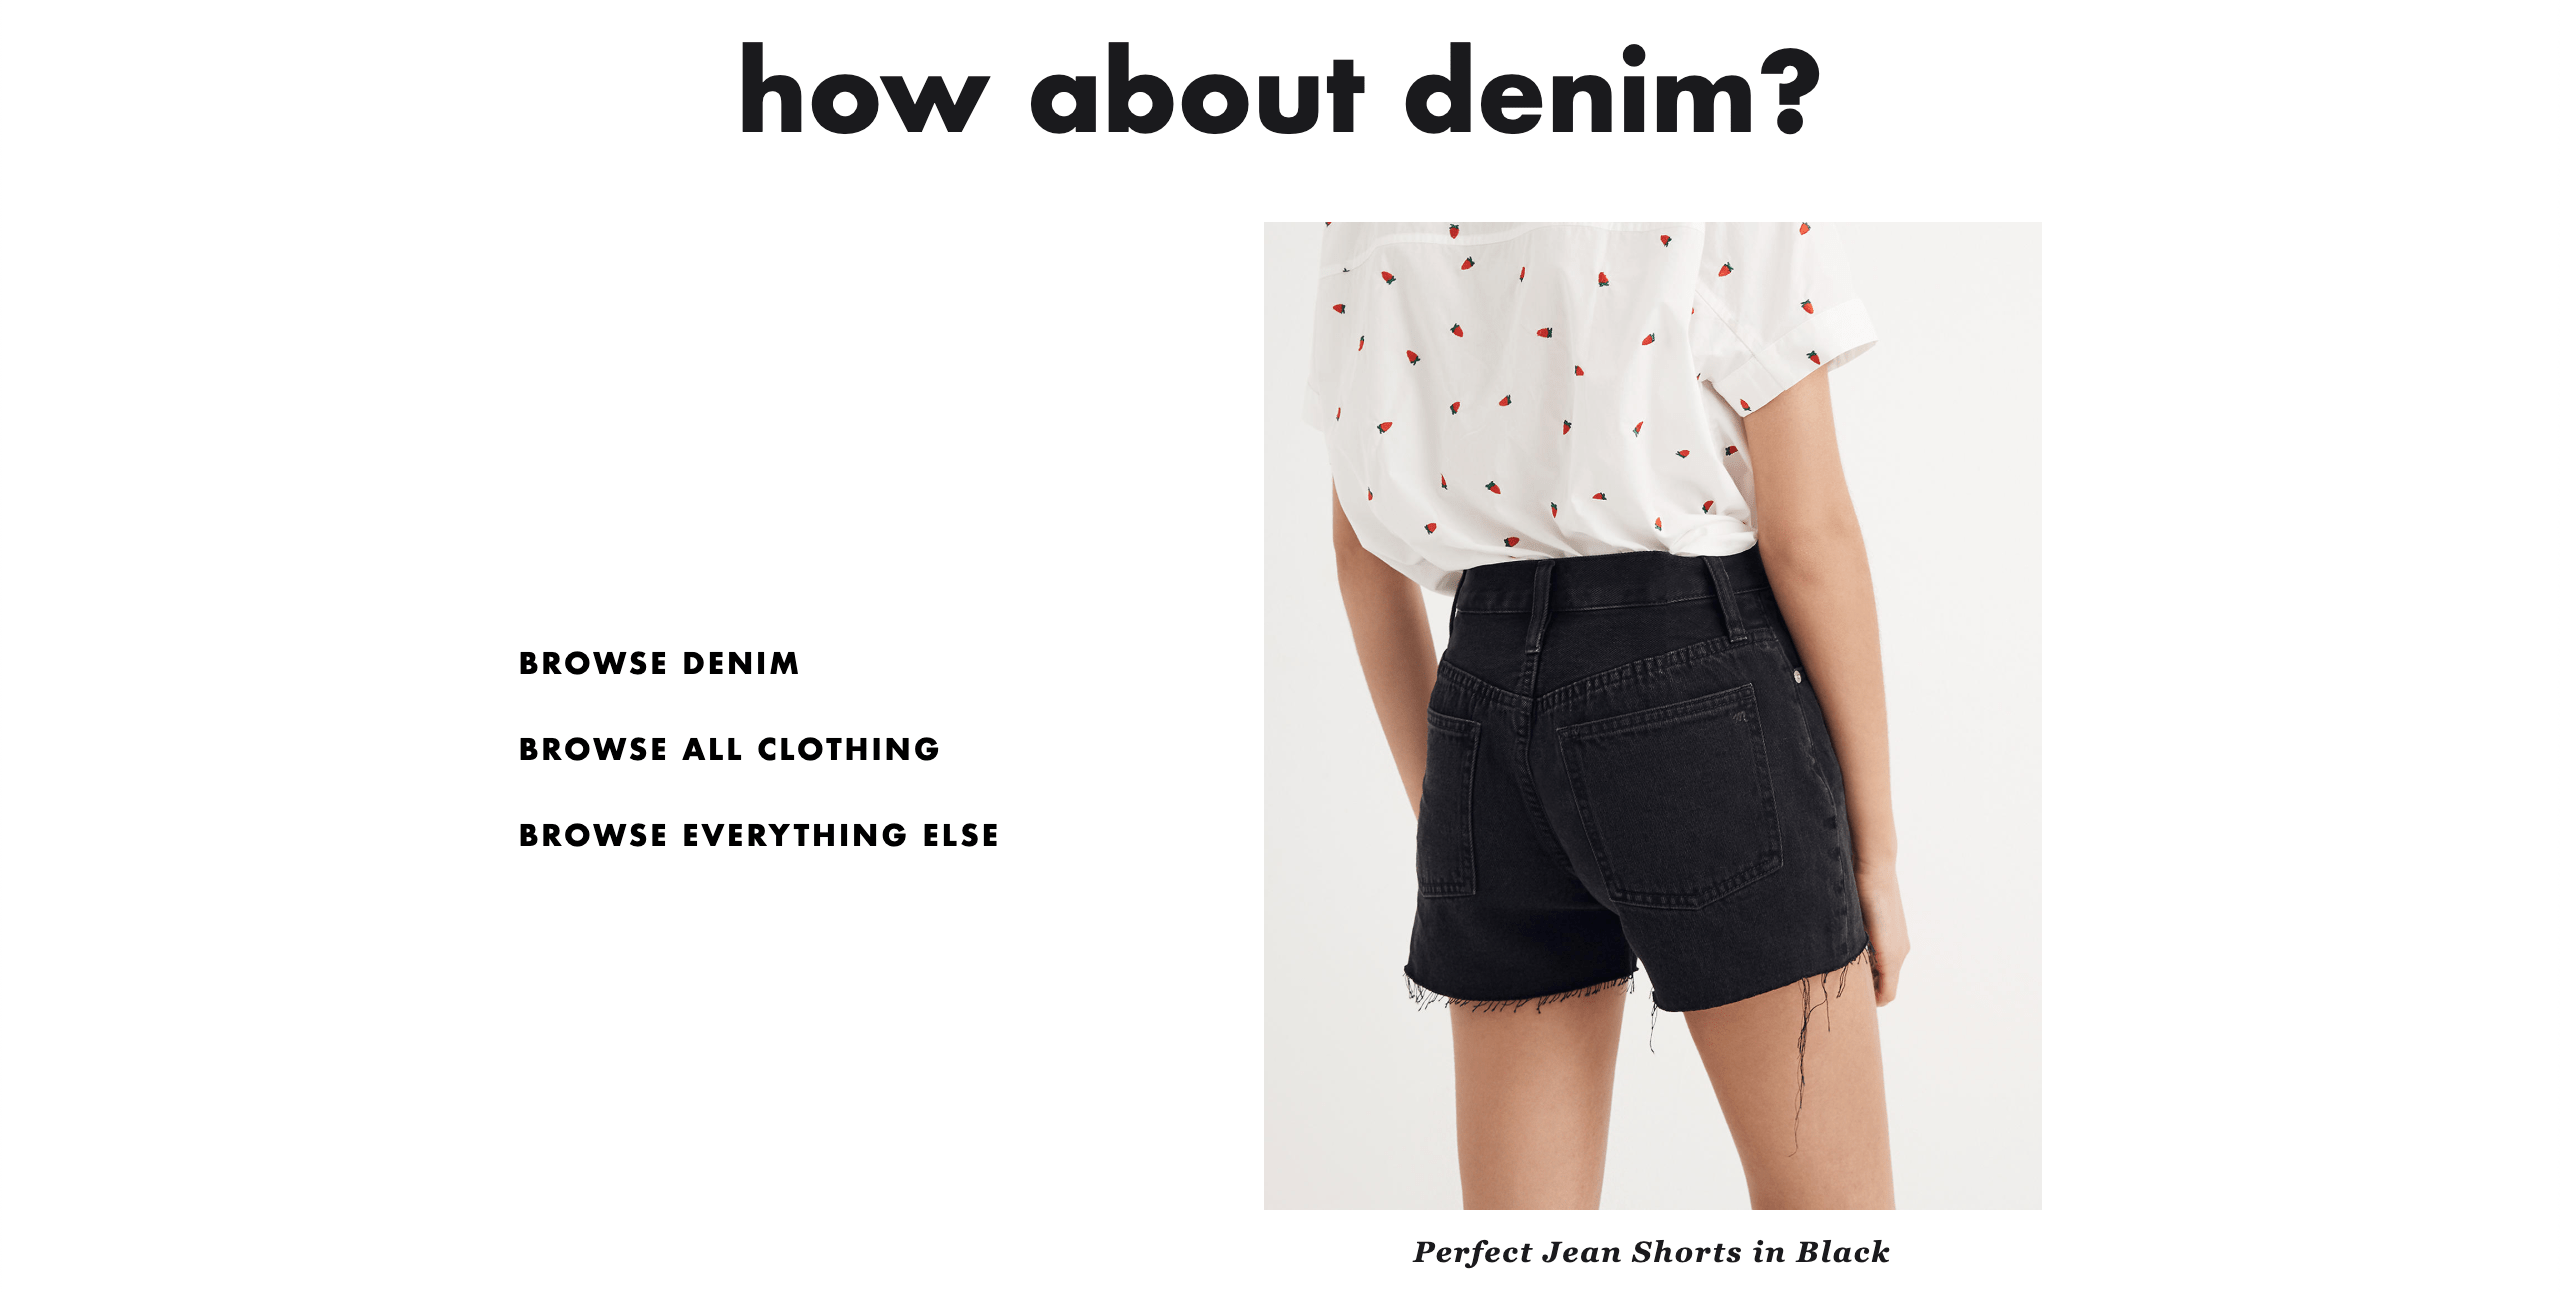 how about denim?
BROWSE DENIM
BROWSE ALL CLOTHING
BROWSE EVERYTHING ELSE
Perfect Jean Shorts in Black